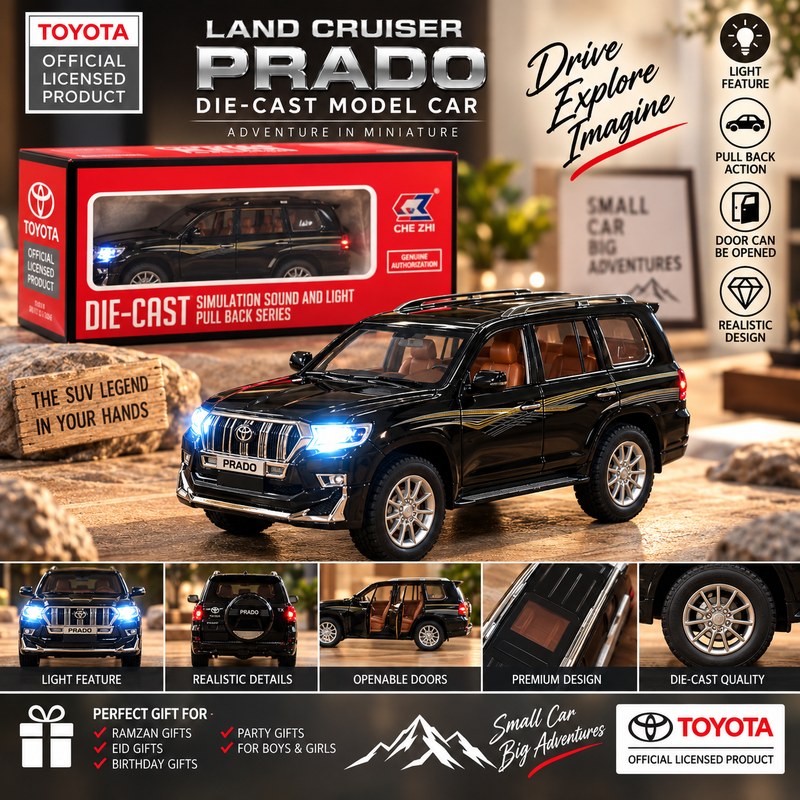 TOYOTA
OFFICIAL
LICENSED
PRODUCT
LAND CRUISER
PRADO
DIE-CAST MODEL CAR
ADVENTURE IN MINIATURE
Drive
Explore
Imagine
LIGHT
FEATURE
PULL BACK
ACTION
DOOR CAN
BE OPENED
REALISTIC
DESIGN
TOYOTA
OFFICIAL
LICENSED
PRODUCT
CHE ZHI
GENUINE
AUTHORIZATION
DIE-CAST
SIMULATION SOUND AND LIGHT
PULL BACK SERIES
SMALL
CAR
BIG
ADVENTURES
THE SUV LEGEND
IN YOUR HANDS
PRADO
PRADO
PRADO
LIGHT FEATURE
REALISTIC DETAILS
OPENABLE DOORS
PREMIUM DESIGN
DIE-CAST QUALITY
PERFECT GIFT FOR -
RAMZAN GIFTS
EID GIFTS
BIRTHDAY GIFTS
PARTY GIFTS
FOR BOYS & GIRLS
Small Car
Big Adventures
TOYOTA
OFFICIAL LICENSED PRODUCT